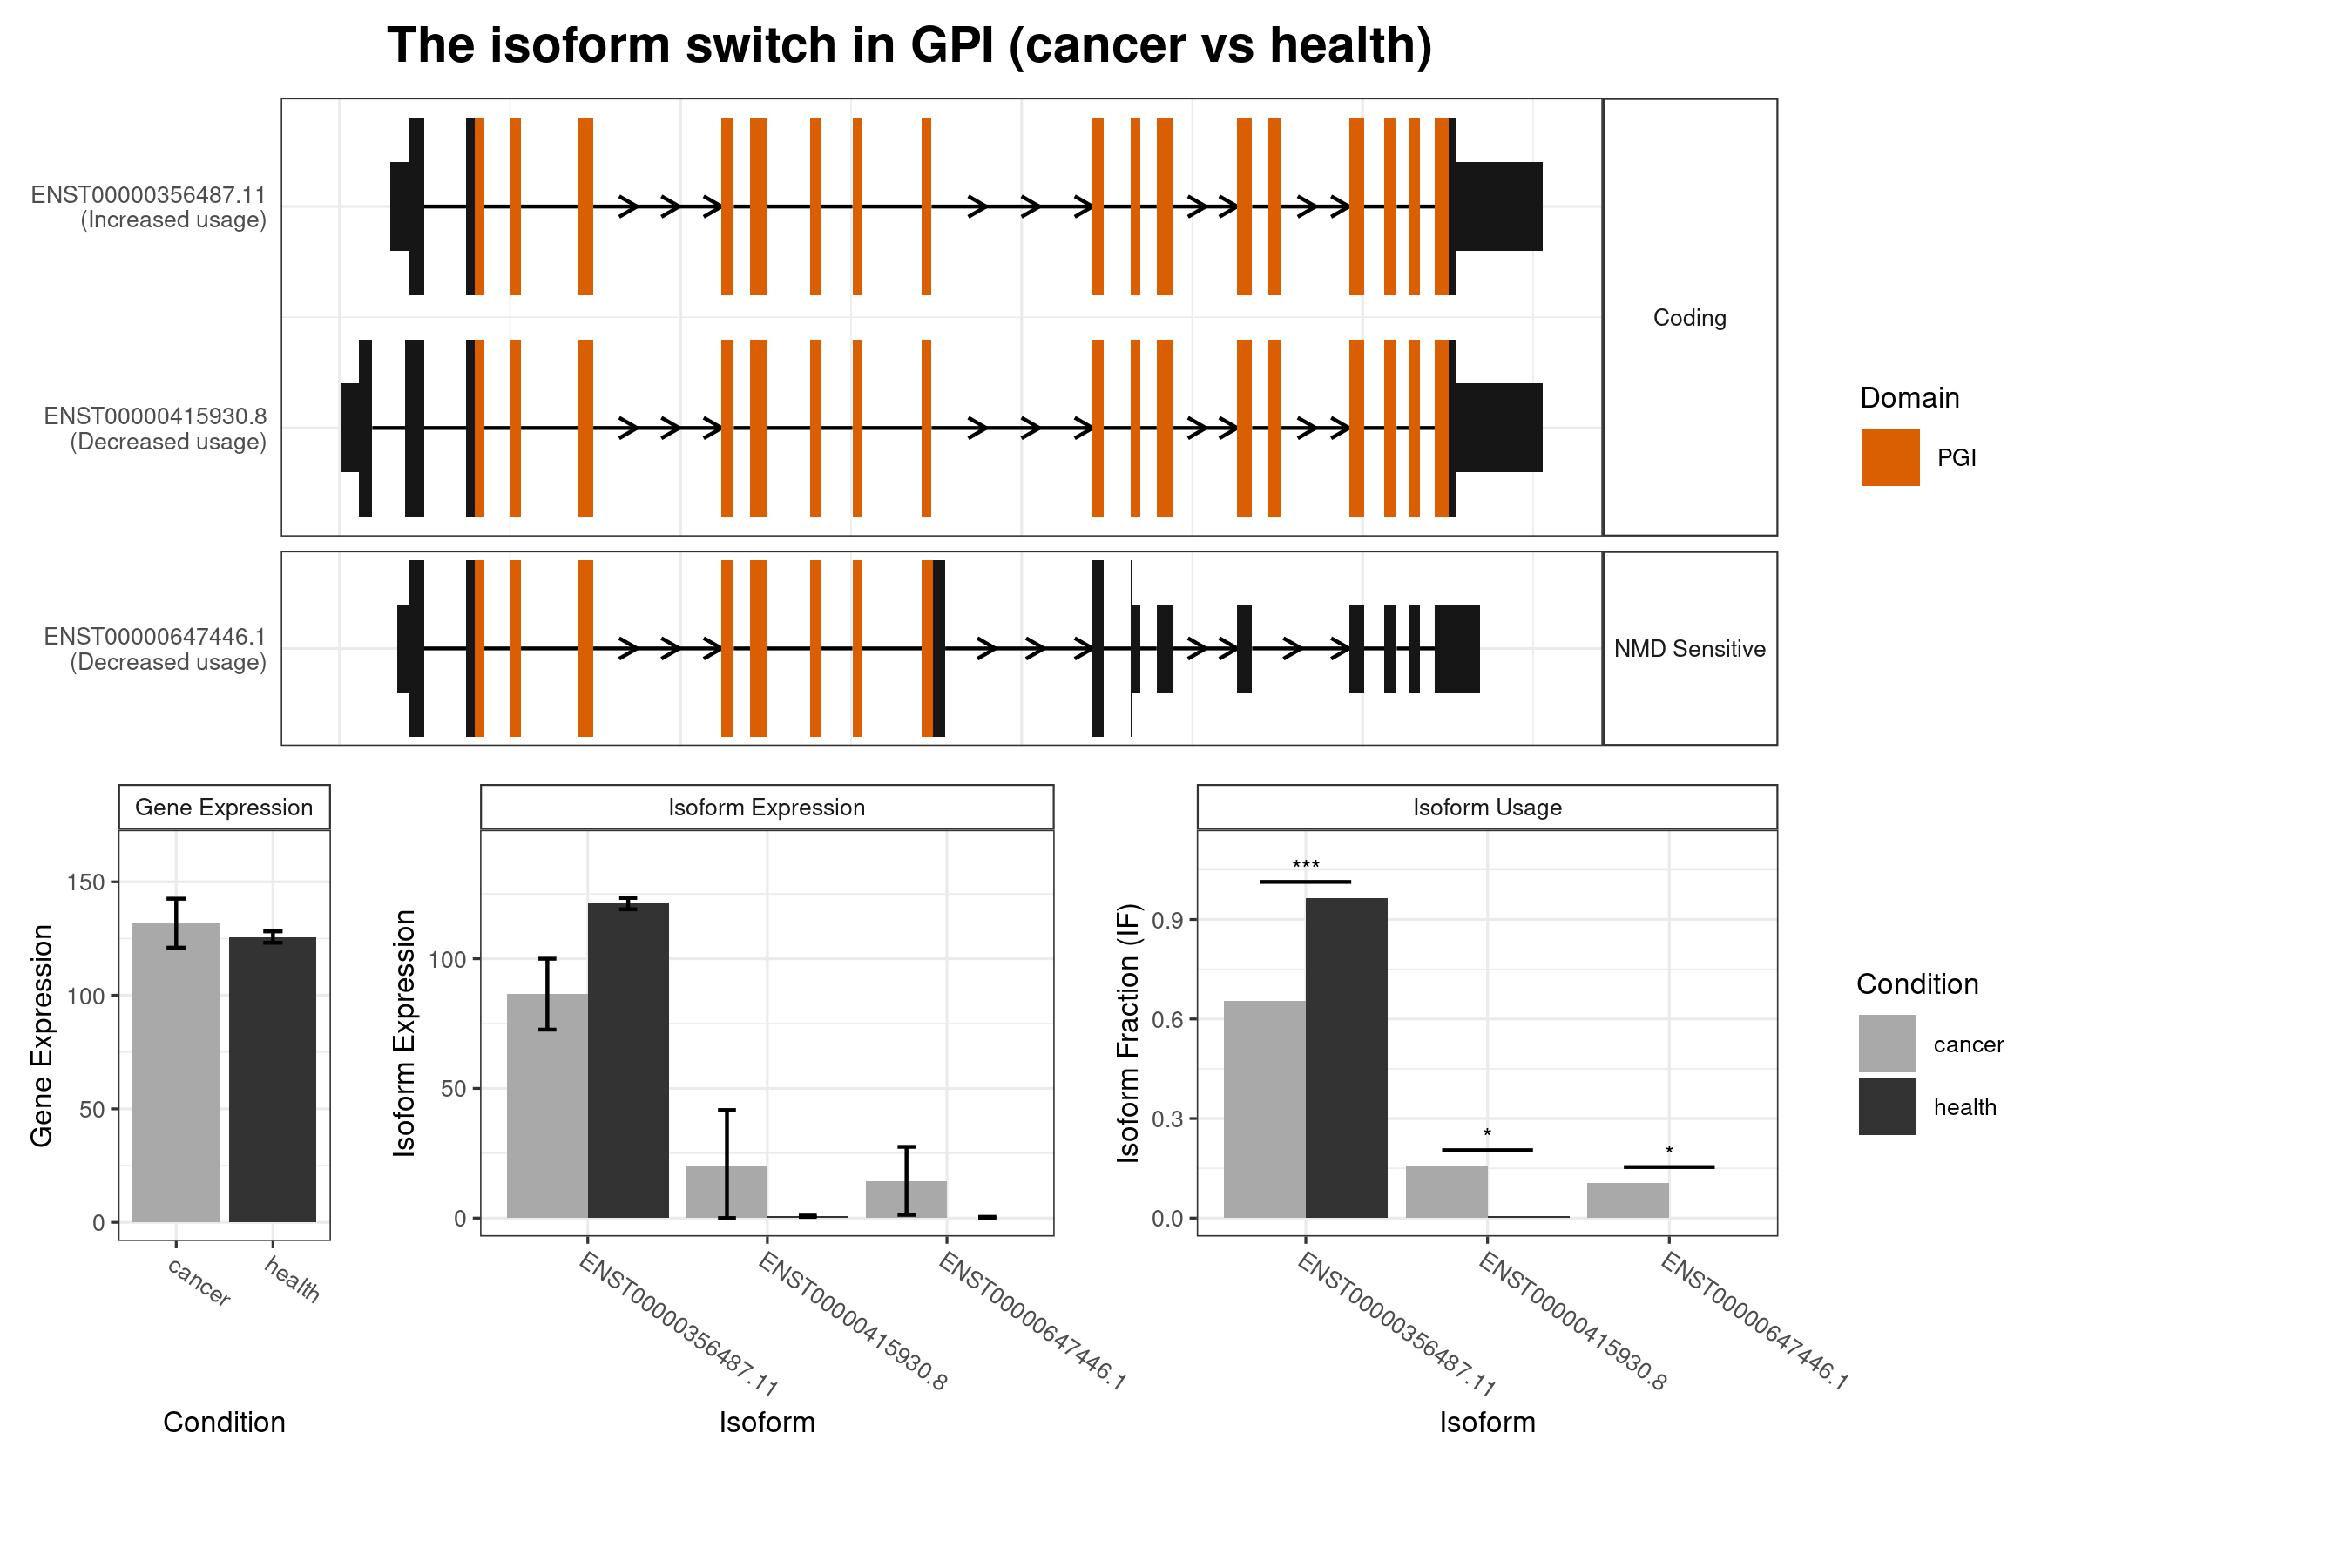 The isoform switch in GPI (cancer vs health)
ENST00000356487.11
(Increased usage)
ENST00000415930.8
(Decreased usage)
Coding
ENST00000647446.1
(Decreased usage)
NMD Sensitive
Domain
PGI
Gene Expression
Gene Expression
150
100
50
0
cancer
health
Condition
Isoform Expression
Isoform Expression
100
50
0
ENST00000356487.11
ENST00000415930.8
ENST00000647446.1
Isoform
Isoform Usage
Isoform Fraction (IF)
0.9
0.6
0.3
0.0
***
*
*
ENST00000356487.11
ENST00000415930.8
ENST00000647446.1
Isoform
Condition
cancer
health